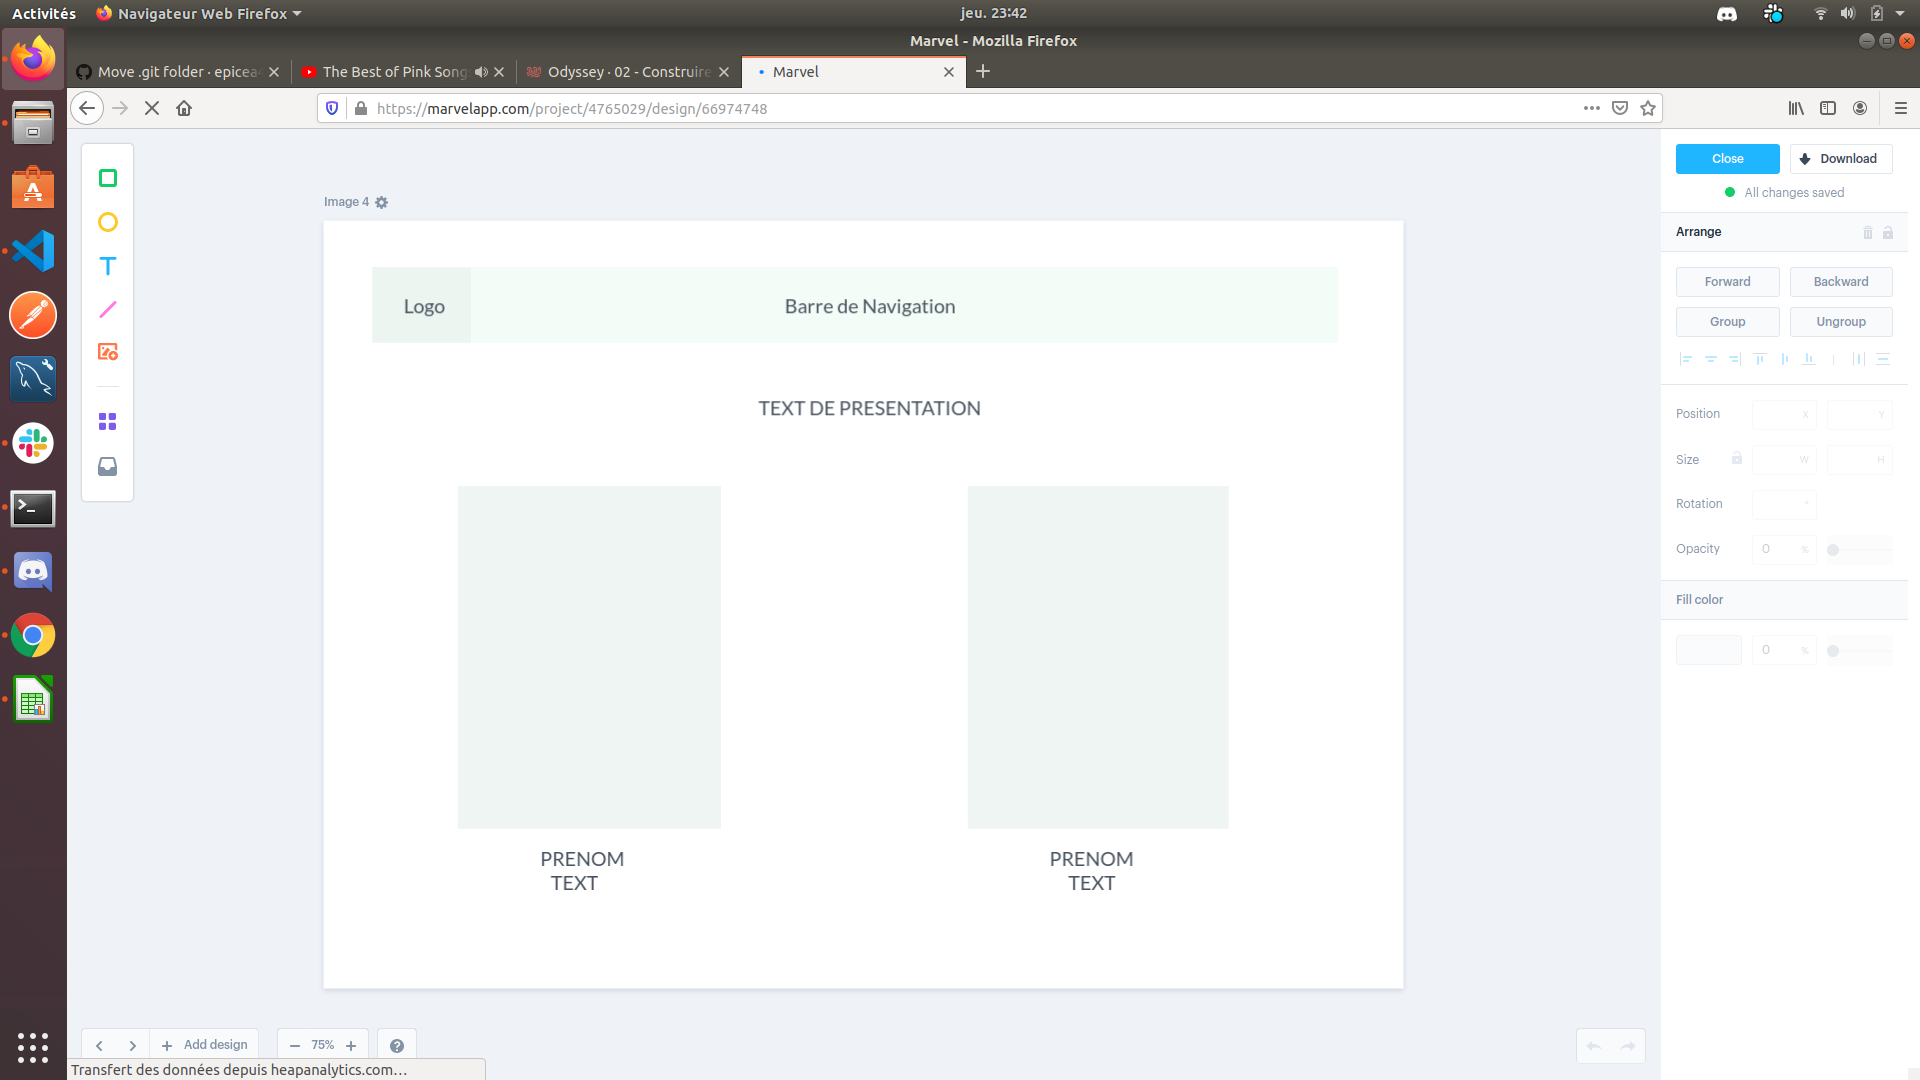 Activités
Navigateur Web Firefox
jeu. 23:42
Marvel - Mozilla Firefox
Move .git folder · epicea
The Best of Pink Song
Odyssey · 02 - Construire
Marvel
https://marvelapp.com/project/4765029/design/66974748
Close
Download
All changes saved
Image 4
Arrange
Forward
Backward
Group
Ungroup
Logo
Barre de Navigation
TEXT DE PRESENTATION
Position
X
Y
Size
W
H
Rotation
°
Opacity
0
%
Fill color
0
%
PRENOM
TEXT
PRENOM
TEXT
Add design
75%
Transfert des données depuis heapanalytics.com…